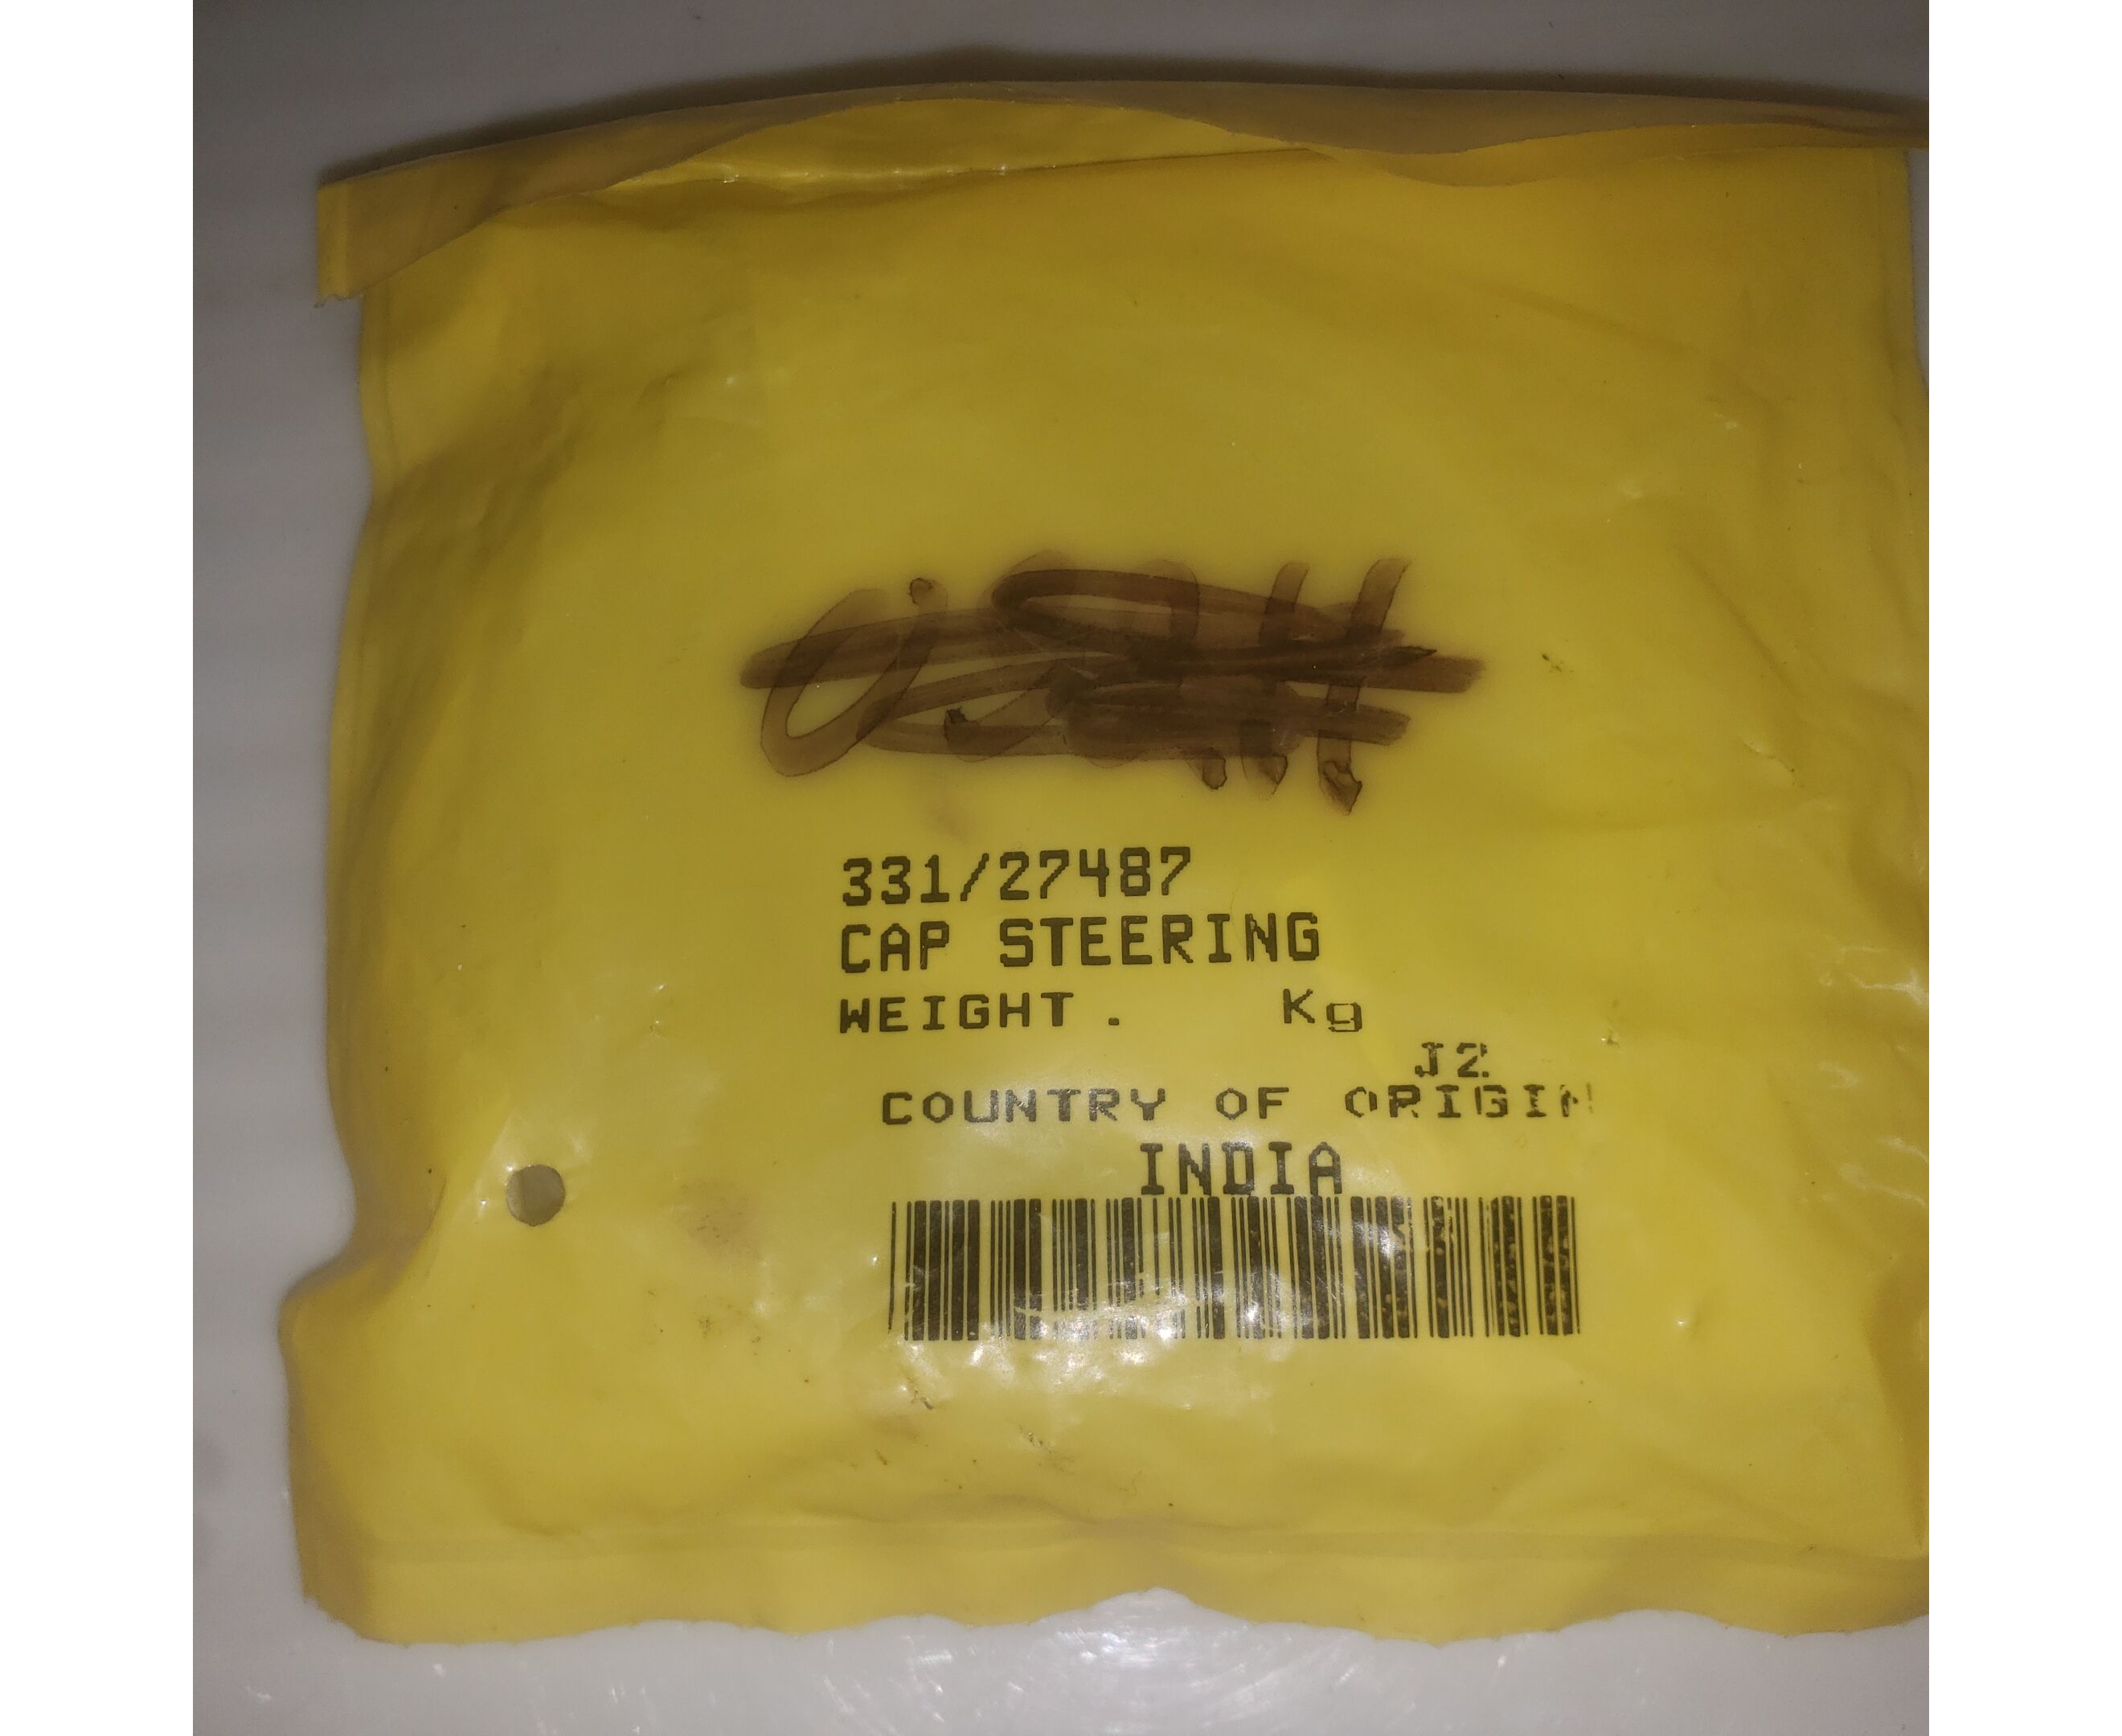 331/27487
CAP STEERING
WEIGHT . Kg
J2
COUNTRY OF ORIGIN
INDIA